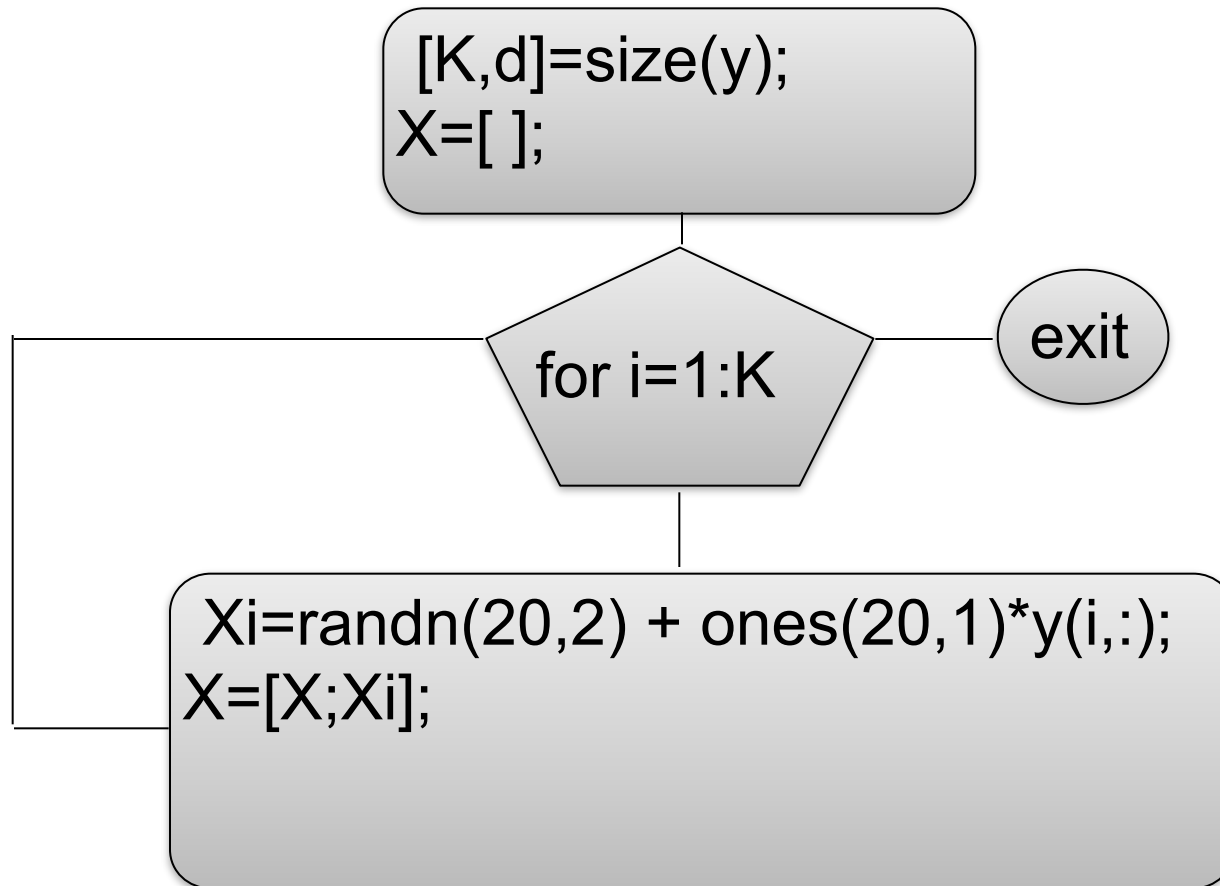 [K,d]=size(y);
X=[ ];
for i=1:K
exit
Xi=randn(20,2) + ones(20,1)*y(i,:);
X=[X;Xi];